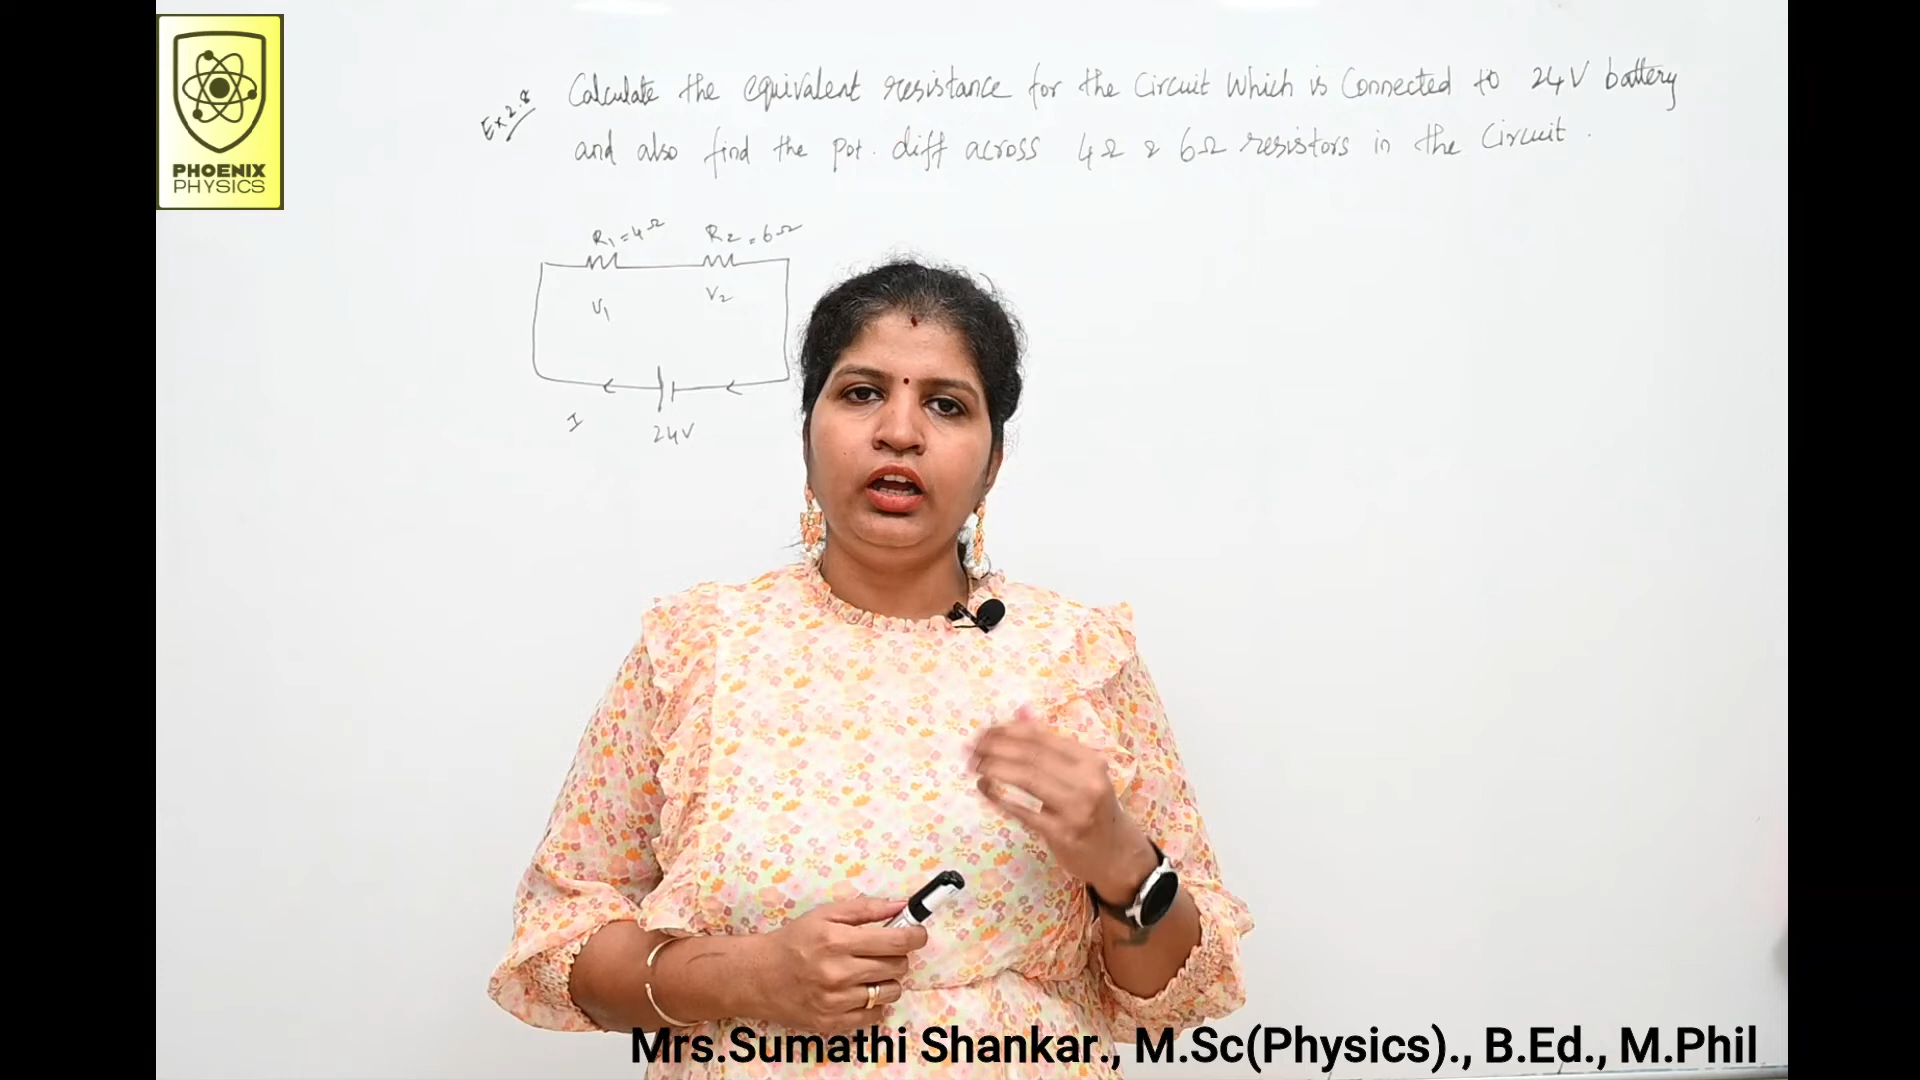 PHOENIX
PHYSICS
Ex 2.8
Calculate the equivalent resistance for the circuit which is connected to 24V battery
and also find the pot. diff across 4Ω & 6Ω resistors in the circuit.
R1 = 4Ω
R2 = 6Ω
V1
V2
I
24V
Mrs.Sumathi Shankar., M.Sc(Physics)., B.Ed., M.Phil